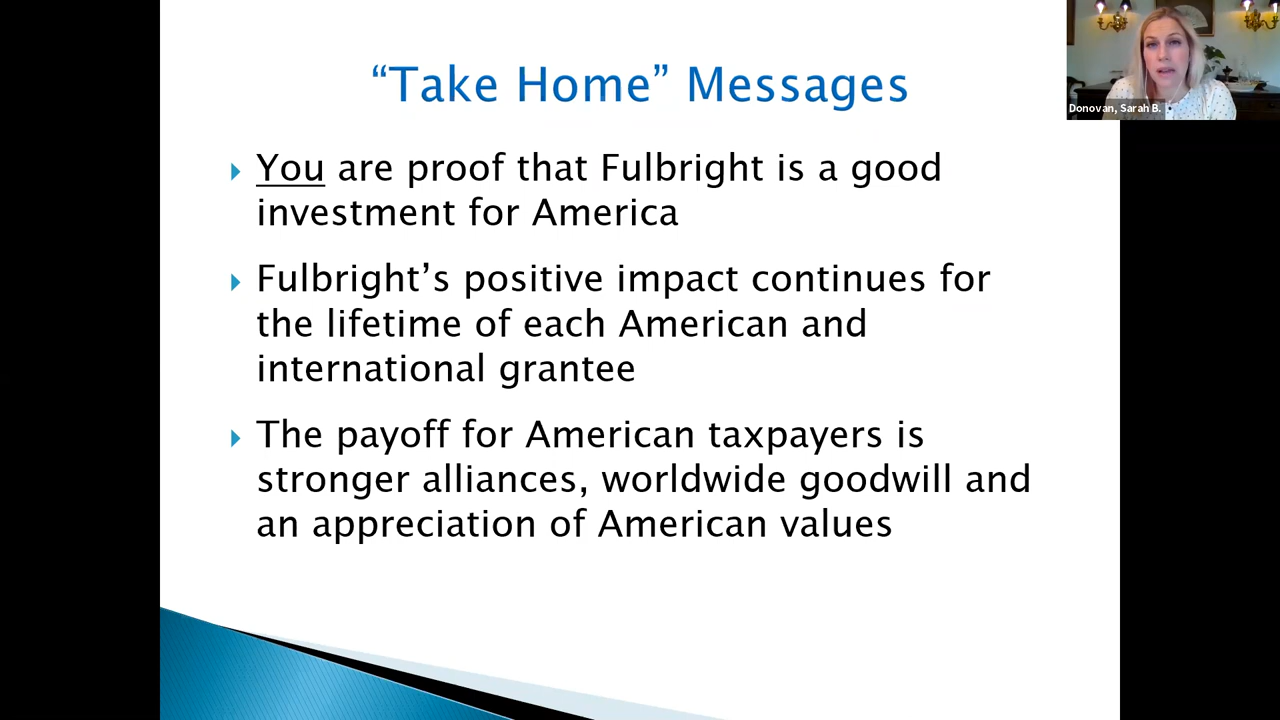 “Take Home” Messages
You are proof that Fulbright is a good
investment for America
Fulbright’s positive impact continues for
the lifetime of each American and
international grantee
The payoff for American taxpayers is
stronger alliances, worldwide goodwill and
an appreciation of American values
Donovan, Sarah B.